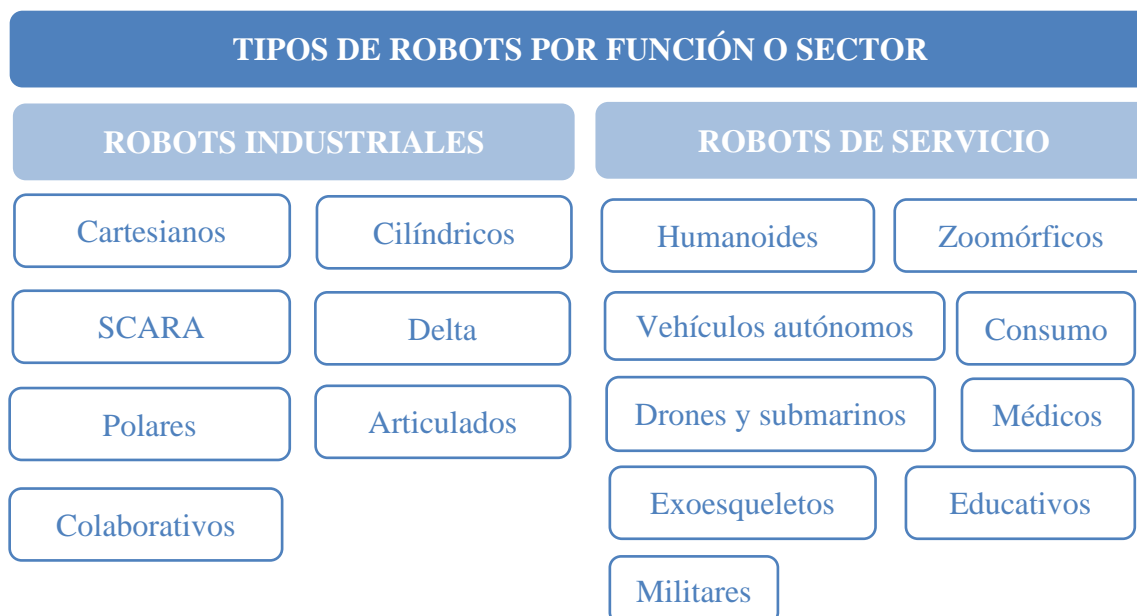 TIPOS DE ROBOTS POR FUNCIÓN O SECTOR
ROBOTS INDUSTRIALES
Cartesianos
Cilíndricos
SCARA
Delta
Polares
Articulados
Colaborativos
ROBOTS DE SERVICIO
Humanoides
Zoomórficos
Vehículos autónomos
Consumo
Drones y submarinos
Médicos
Exoesqueletos
Educativos
Militares